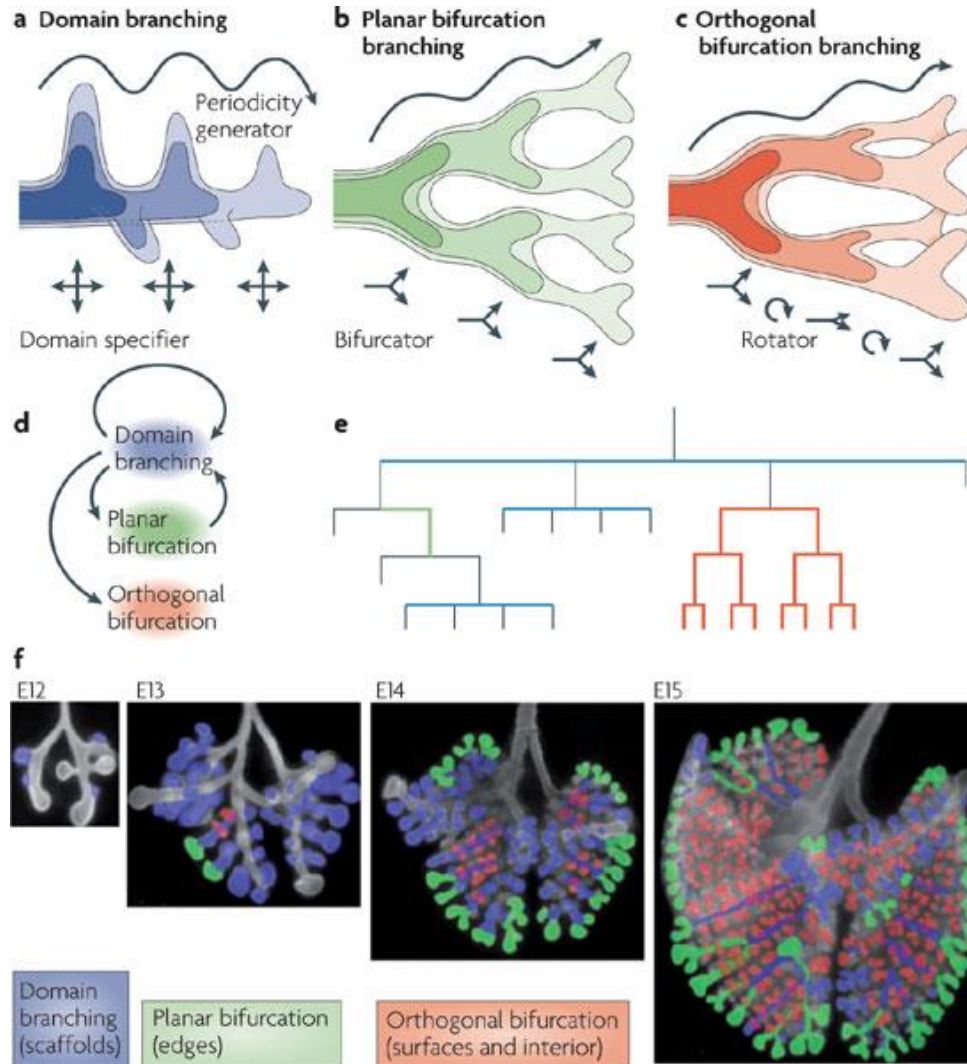 a Domain branching
Periodicity
generator
Domain specifier
b Planar bifurcation
branching
Bifurcator
c Orthogonal
bifurcation branching
Rotator
d
Domain
branching
Planar
bifurcation
Orthogonal
bifurcation
e
f
E12
E13
E14
E15
Domain
branching
(scaffolds)
Planar bifurcation
(edges)
Orthogonal bifurcation
(surfaces and interior)